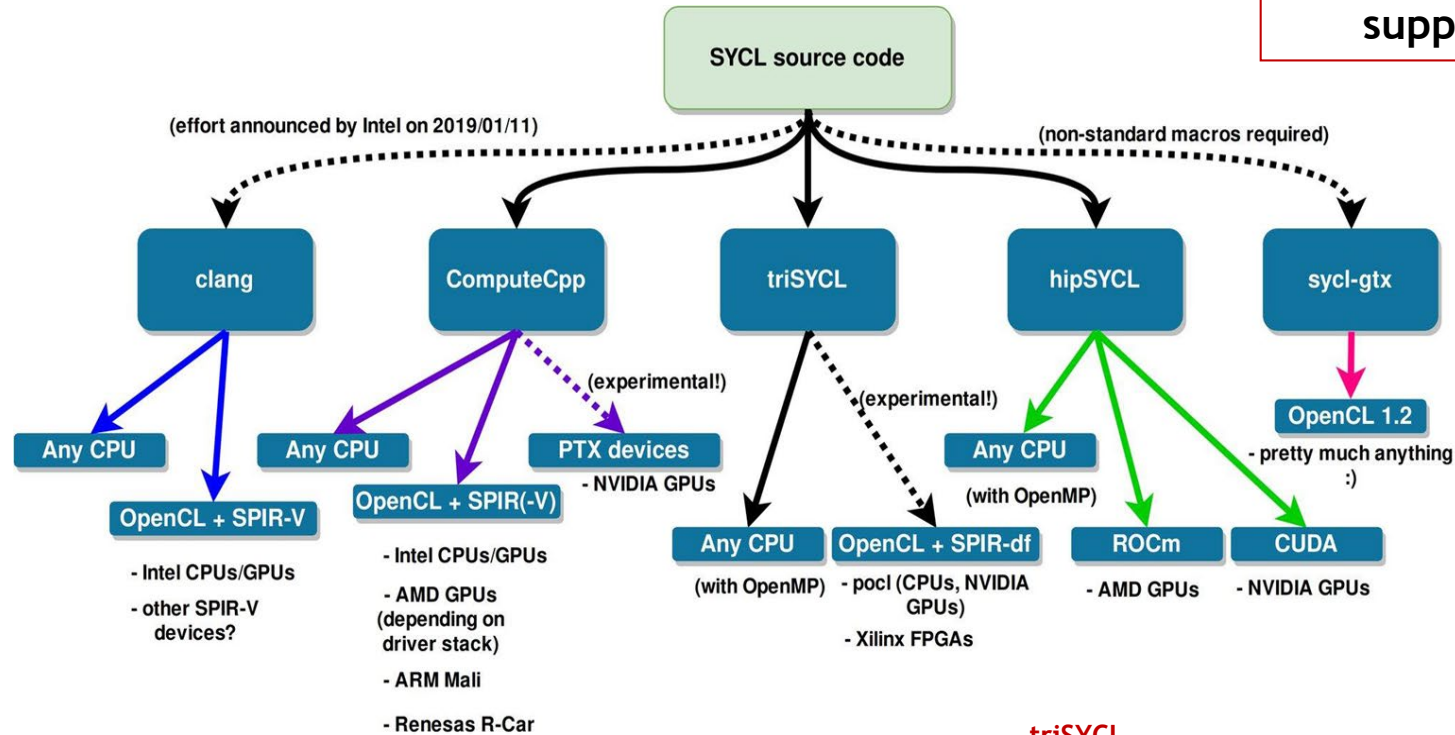 supp
SYCL source code
(effort announced by Intel on 2019/01/11)
(non-standard macros required)
clang
ComputeCpp
triSYCL
hipSYCL
sycl-gtx
Any CPU
OpenCL + SPIR-V
- Intel CPUs/GPUs
- other SPIR-V
devices?
Any CPU
OpenCL + SPIR(-V)
- Intel CPUs/GPUs
- AMD GPUs
(depending on
driver stack)
- ARM Mali
- Renesas R-Car
(experimental!)
PTX devices
- NVIDIA GPUs
Any CPU
(with OpenMP)
(experimental!)
OpenCL + SPIR-df
- pocl (CPUs, NVIDIA
GPUs)
- Xilinx FPGAs
Any CPU
(with OpenMP)
ROCm
- AMD GPUs
CUDA
- NVIDIA GPUs
OpenCL 1.2
- pretty much anything
:)
triSYCL